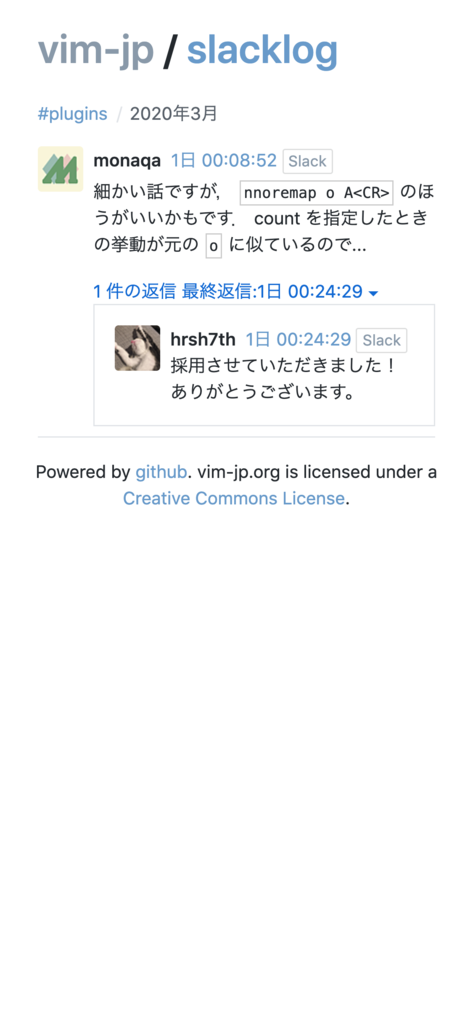 vim-jp / slacklog
#plugins / 2020年3月
monaqa 1日 00:08:52 Slack
細かい話ですが， nnoremap o A<CR> のほ
うがいいかもです． count を指定したとき
の挙動が元の o に似ているので...
1 件の返信 最終返信:1日 00:24:29
hrsh7th 1日 00:24:29 Slack
採用させていただきました！
ありがとうございます。
Powered by github. vim-jp.org is licensed under a
Creative Commons License.